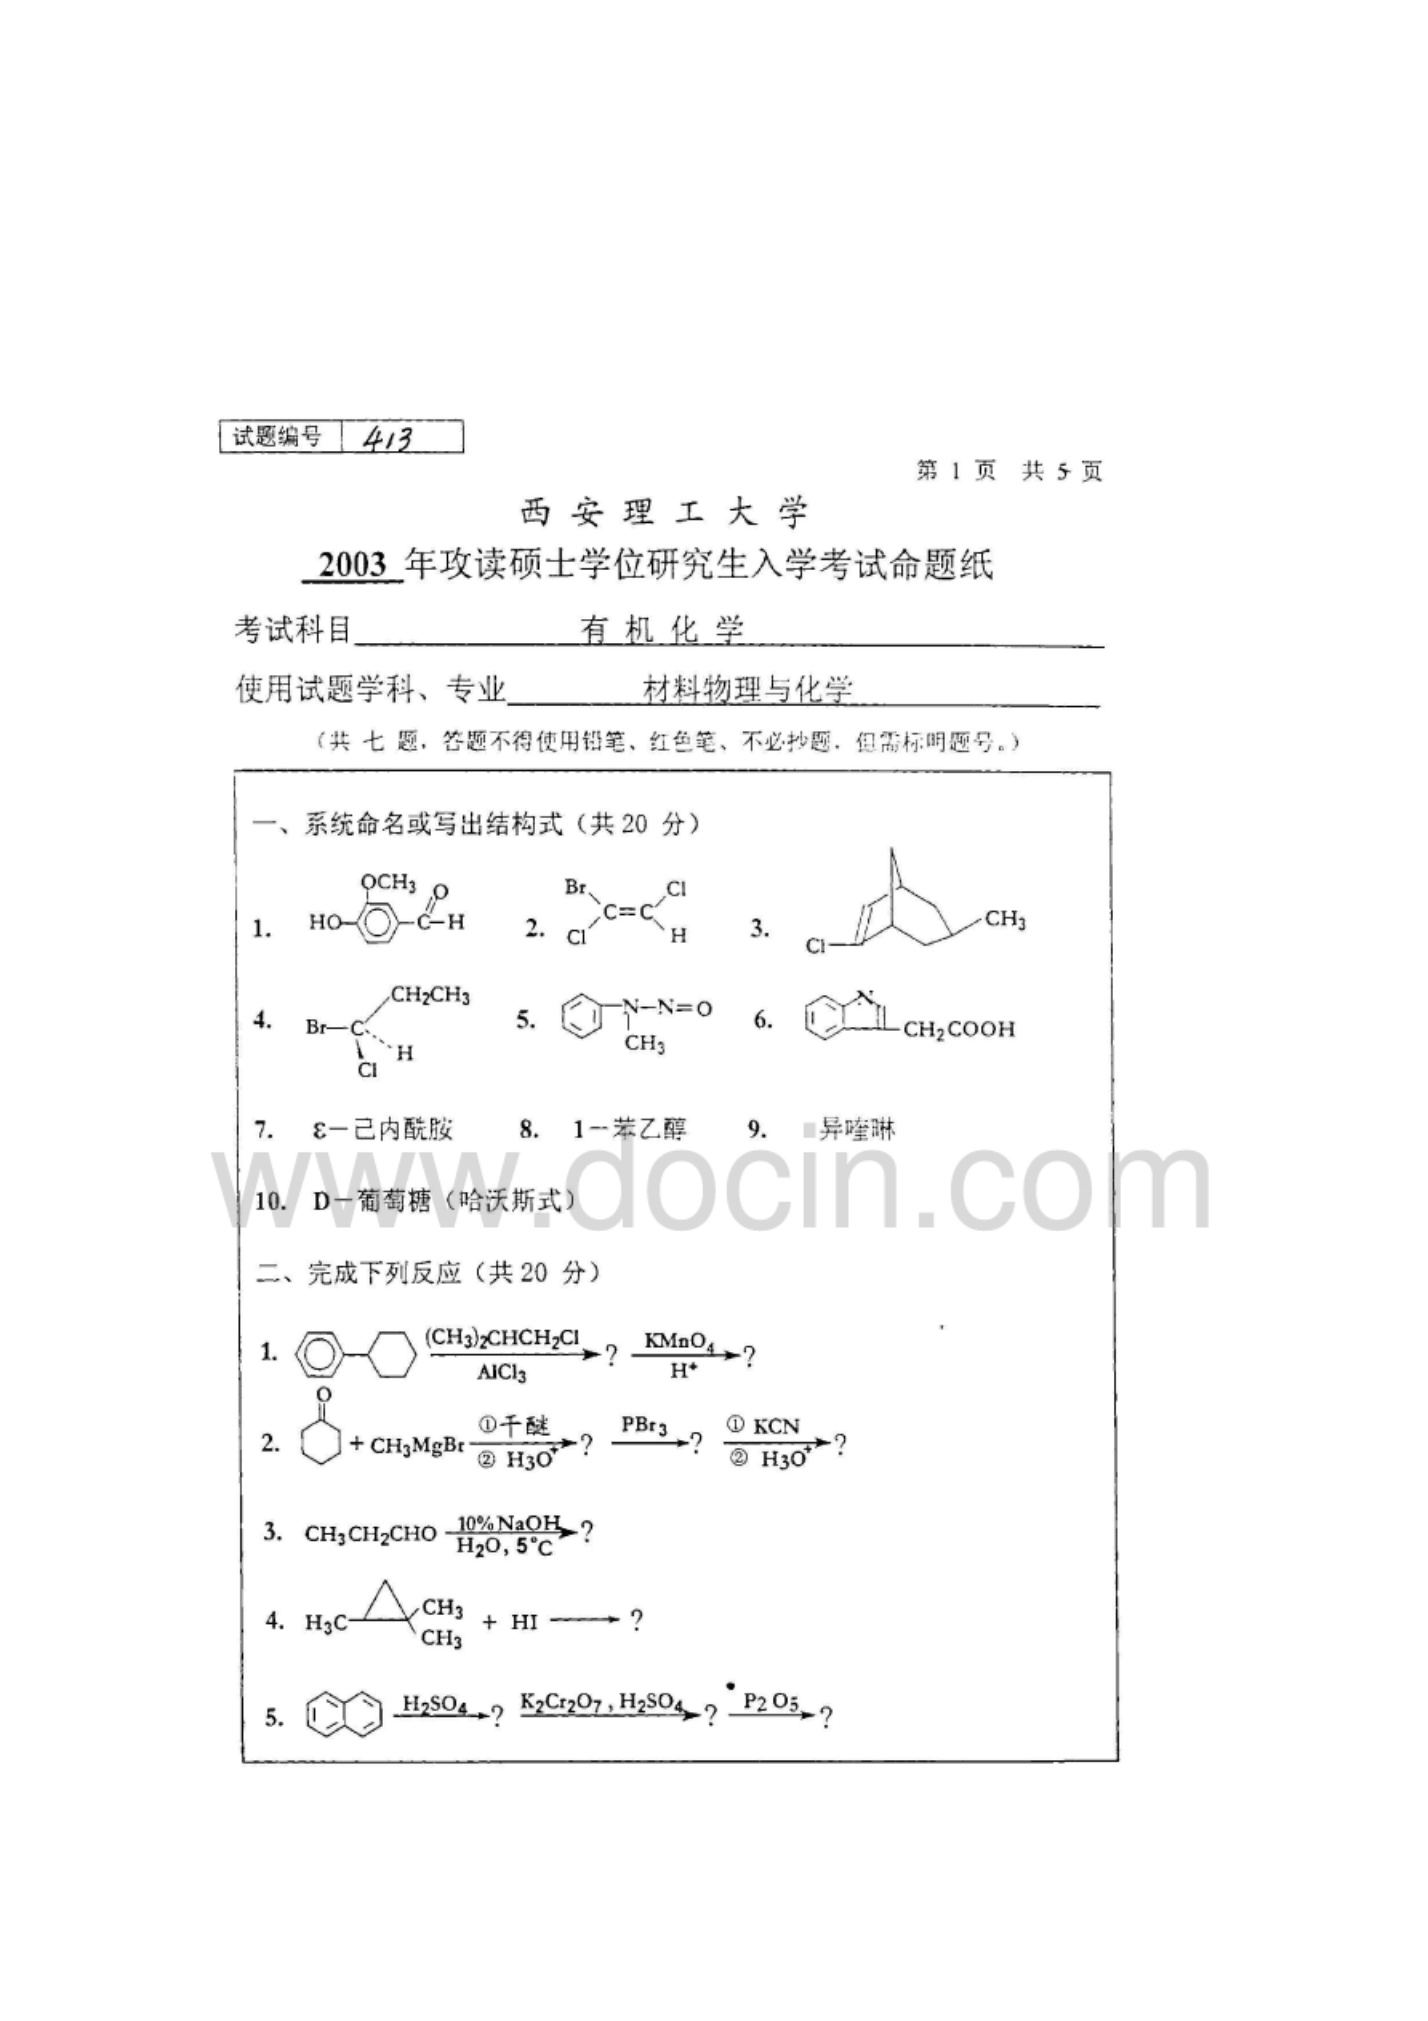 试题编号 413
第 1 页 共 5 页
西安理工大学
2003 年攻读硕士学位研究生入学考试命题纸
考试科目 有机化学
使用试题学科、专业 材料物理与化学
（共 七 题，答题不得使用铅笔、红色笔、不必抄题，但需标明题号。）
一、系统命名或写出结构式（共20 分）
1. HO OCH3 O C-H
2. Br Cl C=C Cl H
3. Cl CH3
4. Br-C CH2CH3 H Cl
5. N-N=O CH3
6. N CH2COOH
7. ε－己内酰胺 8. 1－苯乙醇 9. 异喹啉
10. D－葡萄糖（哈沃斯式）
www.docin.com
二、完成下列反应（共20 分）
1. (CH3)2CHCH2Cl AlCl3 ? KMnO4 H+ ?
2. O + CH3MgBr ①干醚 ② H3O+ ? PBr3 ? ① KCN ② H3O+ ?
3. CH3CH2CHO 10%NaOH H2O, 5°C ?
4. H3C CH3 CH3 + HI ?
5. H2SO4 ? K2Cr2O7 , H2SO4 ? P2O5 ?